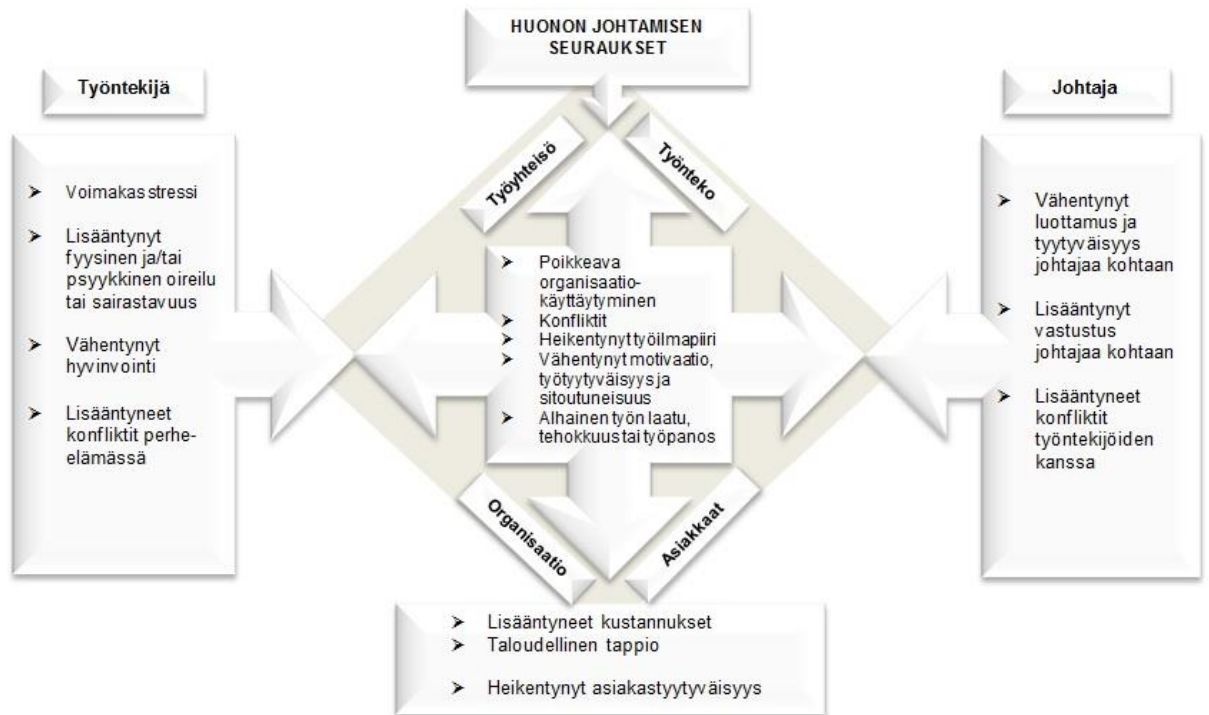 HUONON JOHTAMISEN
SEURAUKSET
Työntekijä
Voimakas stressi
Lisääntynyt
fyysinen ja/tai
psyykkinen oireilu
tai sairastavuus
Vähentynyt
hyvinvointi
Lisääntyneet
konfliktit perhe-
elämässä
Työyhteisö
Työnteko
Poikkeava
organisaatio-
käyttäytyminen
Konfliktit
Heikentynyt työilmapiiri
Vähentynyt motivaatio,
työtyytyväisyys ja
sitoutuneisuus
Alhainen työn laatu,
tehokkuus tai työpanos
Organisaatio
Asiakkaat
Johtaja
Vähentynyt
luottamus ja
tyytyväisyys
johtajaa kohtaan
Lisääntynyt
vastustus
johtajaa kohtaan
Lisääntyneet
konfliktit
työntekijöiden
kanssa
Lisääntyneet kustannukset
Taloudellinen tappio
Heikentynyt asiakastyytyväisyys